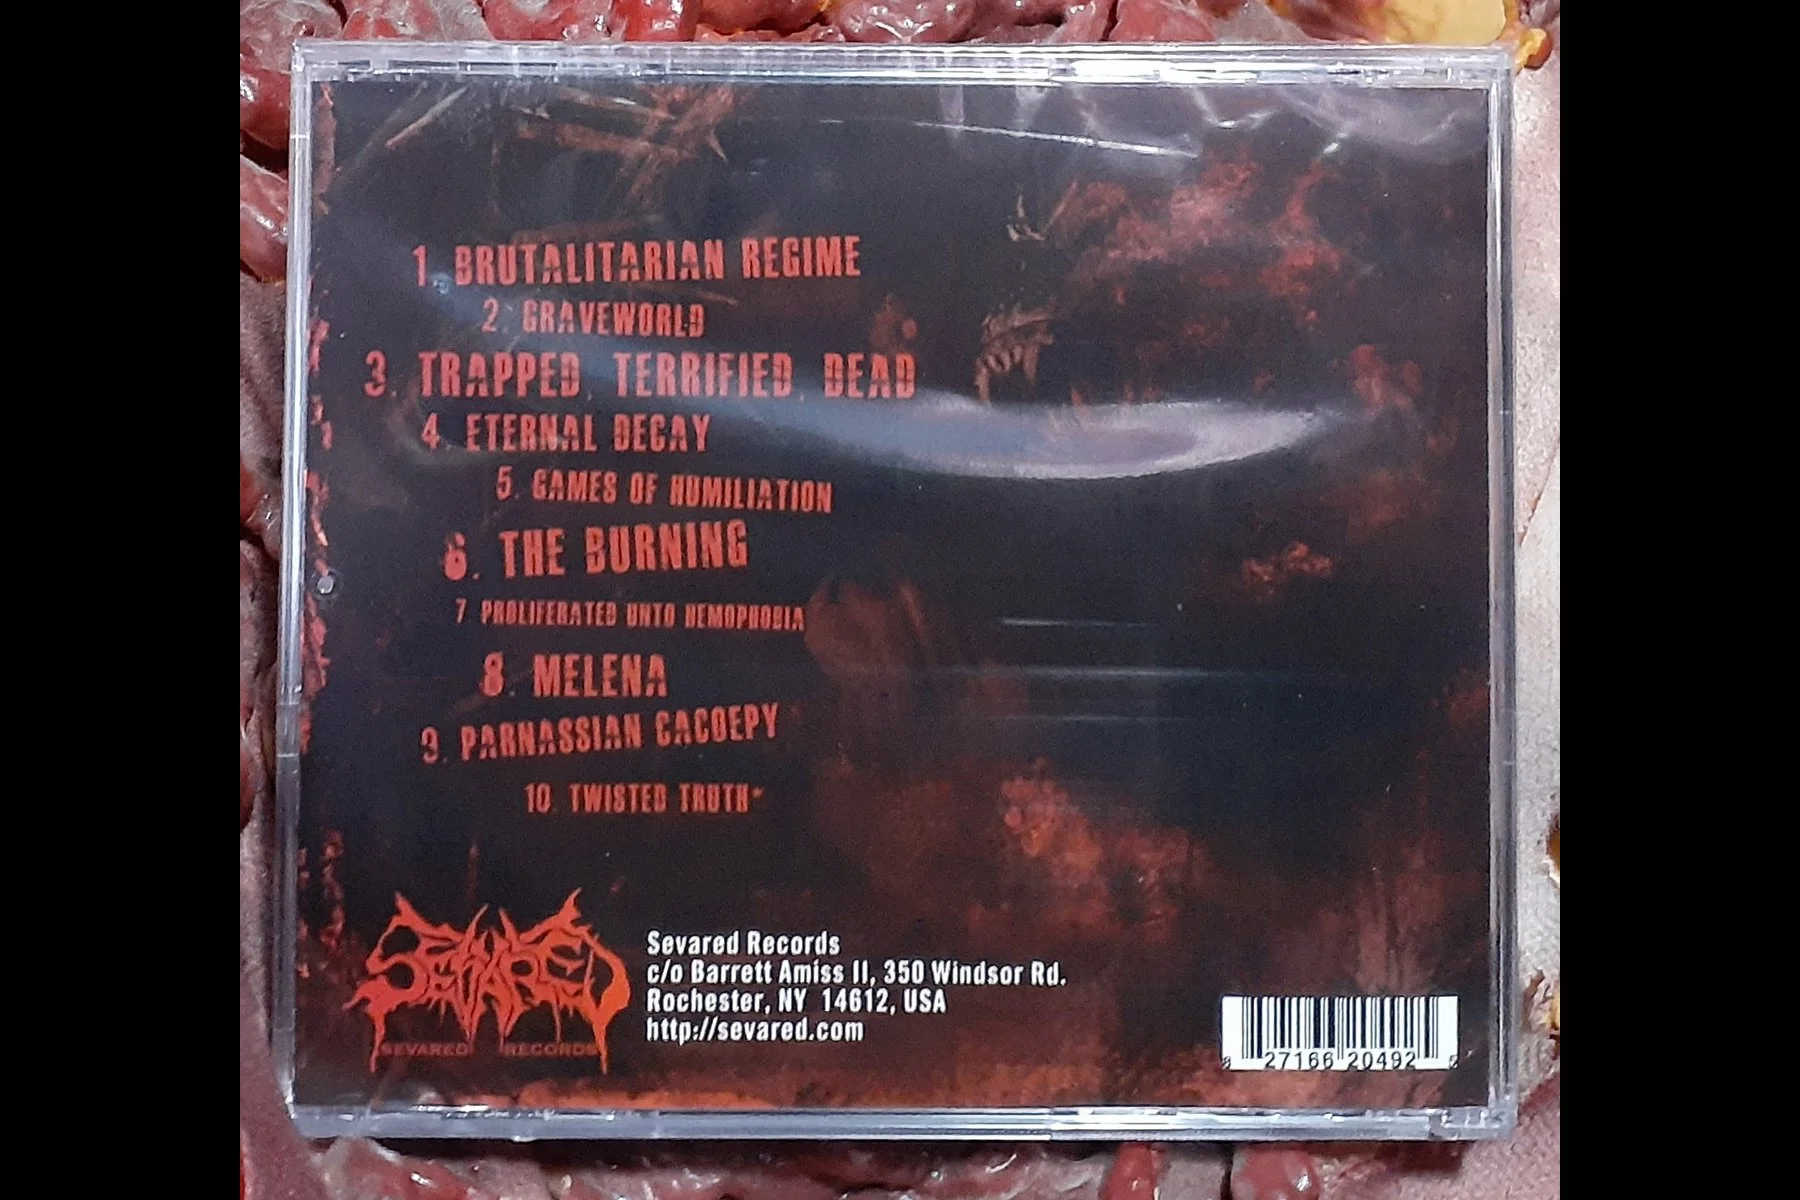 1. BRUTALITARIAN REGIME
2. GRAVEWORLD
3. TRAPPED, TERRIFIED, DEAD
4. ETERNAL DECAY
5. GAMES OF HUMILIATION
6. THE BURNING
7 PROLIFERATED UNTO HEMOPHOBIA
8. MELENA
9. PARNASSIAN CACOEPY
10. TWISTED TRUTH*
SEVARED
SEVARED RECORDS
Sevared Records
c/o Barrett Amiss II, 350 Windsor Rd.
Rochester, NY 14612, USA
http://sevared.com
8 27166 20492 5